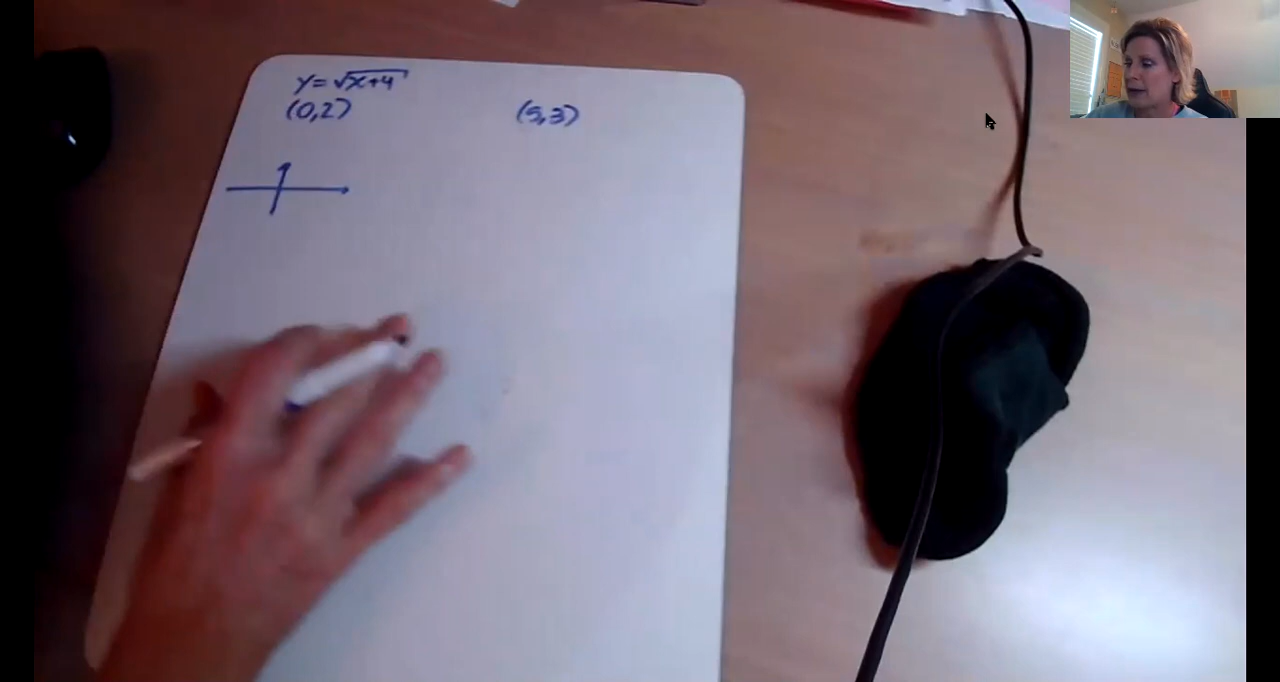 y=√x+4
(0,2) (5,3)